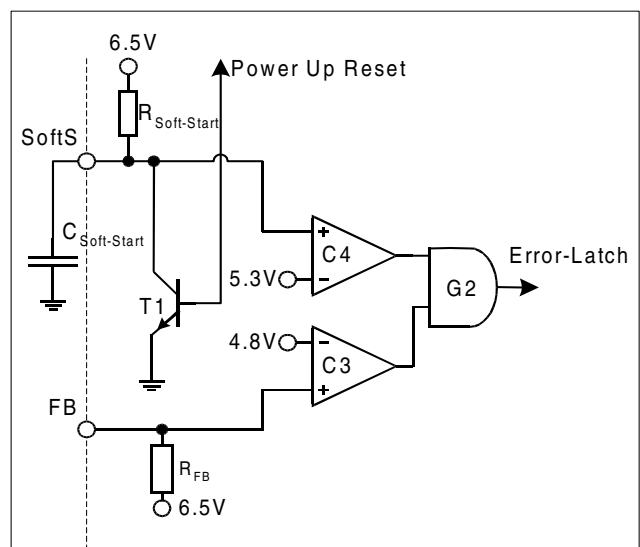 6.5V
Power Up Reset
R Soft-Start
SoftS
C Soft-Start
+
C4
-
5.3V
T1
G2
Error-Latch
4.8V
-
C3
+
FB
R FB
6.5V